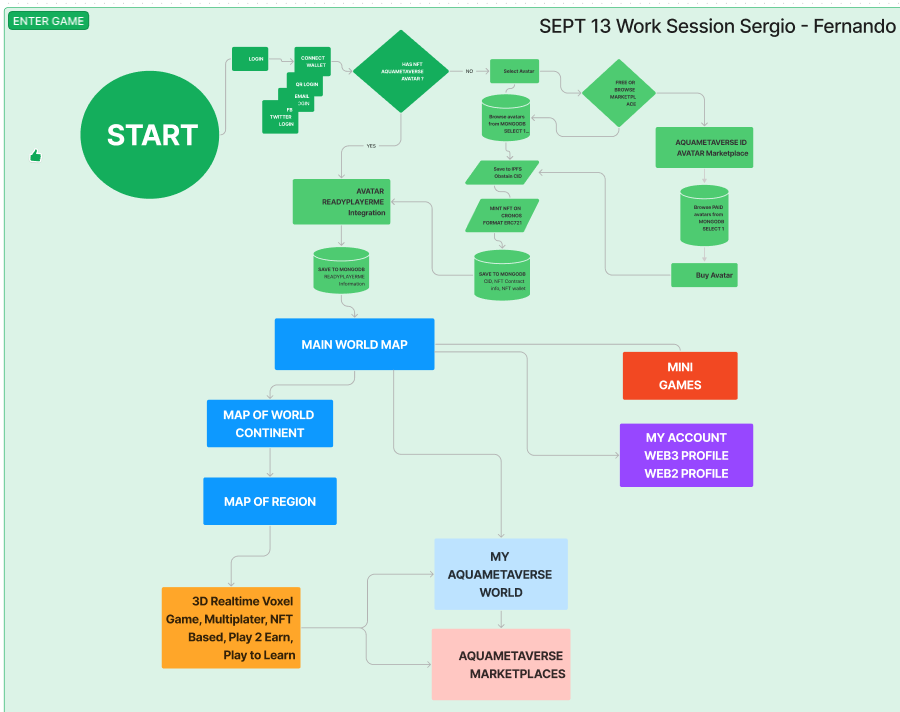 ENTER GAME
SEPT 13 Work Session Sergio - Fernando
START
LOGIN
CONNECT
WALLET
QR LOGIN
EMAIL
FB
TWITTER
LOGIN
HAS NFT
AQUAMETAVERSE
AVATAR ?
NO
YES
Select Avatar
FREE OR
BROWSE
MARKETPL
ACE
Browse avatars
from MONGODB
SELECT 1
AQUAMETAVERSE ID
AVATAR Marketplace
Save to IPFS
Obtain CID
MINT NFT ON
CRONOS
FORMAT ERC721
Browse PAID
avatars from
MONGODB
SELECT 1
AVATAR
READYPLAYERME
Integration
SAVE TO MONGODB
READYPLAYERME
Information
SAVE TO MONGODB
CID, NFT Contract
info, NFT wallet
Buy Avatar
MAIN WORLD MAP
MINI
GAMES
MAP OF WORLD
CONTINENT
MY ACCOUNT
WEB3 PROFILE
WEB2 PROFILE
MAP OF REGION
MY
AQUAMETAVERSE
WORLD
3D Realtime Voxel
Game, Multiplater, NFT
Based, Play 2 Earn,
Play to Learn
AQUAMETAVERSE
MARKETPLACES